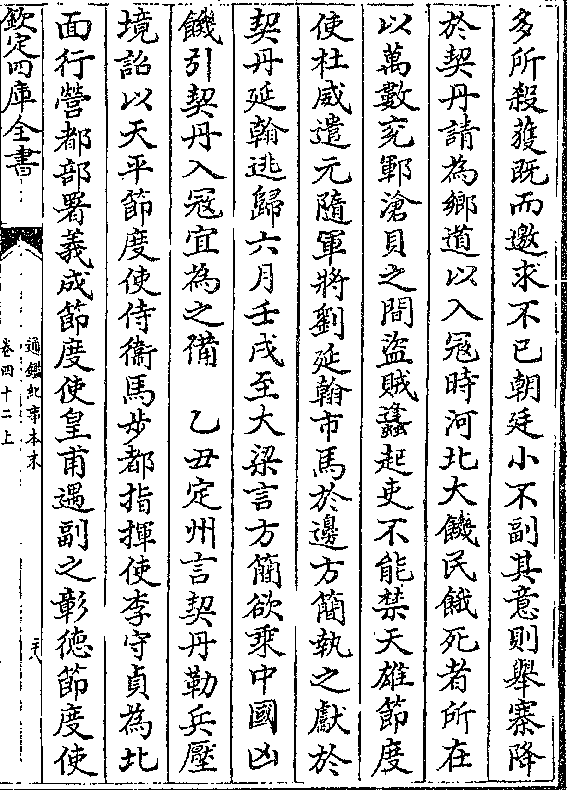 多所殺獲既而邀求不已朝廷小不副其意則舉寨降
於契丹請為鄉道以入冦時河北大饑民餓死者所在
以萬數兖鄆滄貝之間盜賊蠭起吏不能禁天雄節度
使杜威遣元隨軍將劉延翰市馬於邊方簡執之獻於
契丹延翰逃歸六月壬戌至大梁言方簡欲乘中國凶
饑引契丹入冦宜為之備　乙丑定州言契丹勒兵壓
境詔以天平節度使侍衞馬步都指揮使李守貞為北
面行營都部署義成節度使皇甫遇副之彰德節度使
欽定四庫全書
通鑑紀事本末
卷四十二上